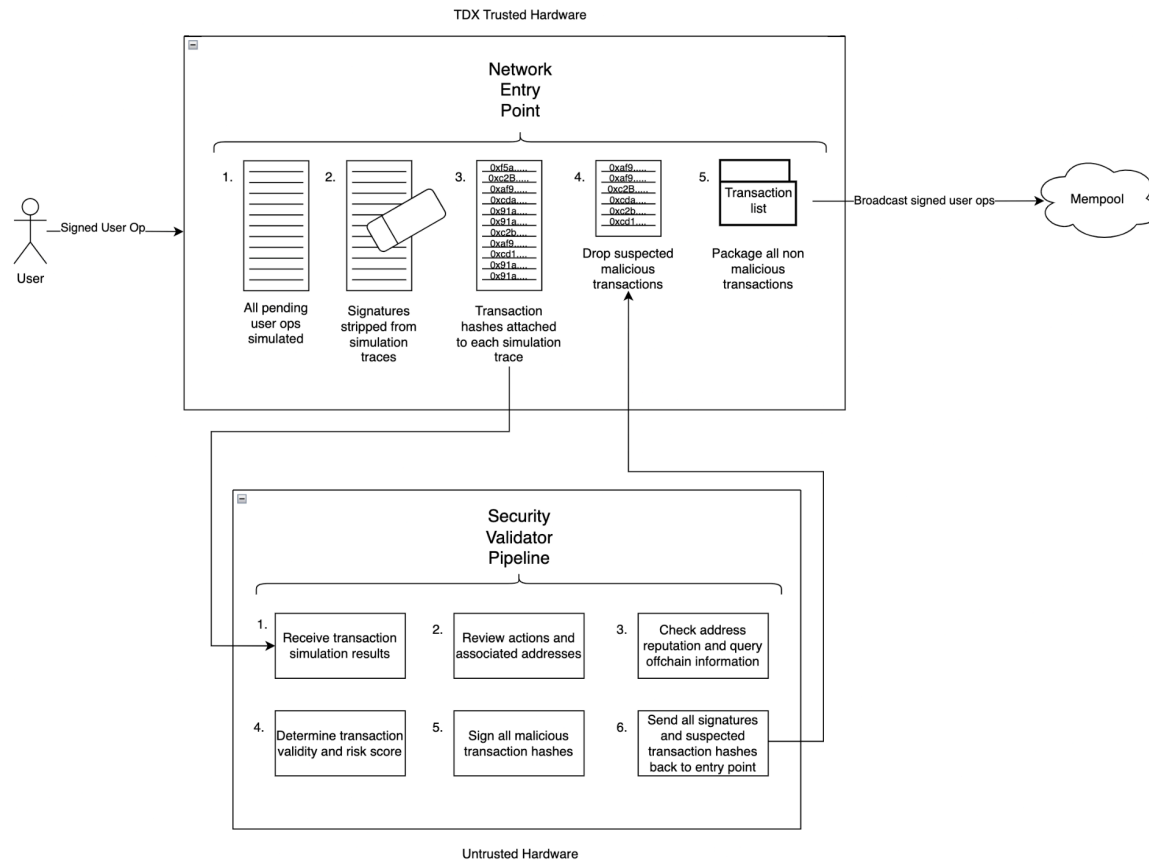 TDX Trusted Hardware
Network
Entry
Point
1.
2.
3.
0xf5a.....
0xc2B.....
0xaf9.....
0xcda.....
0x91a....
0x91a....
0xc2b....
0xaf9.....
0xcd1....
0x91a....
0x91a....
4.
0xaf9.....
0xaf9.....
0xc2B.....
0xcda.....
0xc2b....
0xcd1....
5.
Transaction
list
All pending
user ops
simulated
Signatures
stripped from
simulation
traces
Transaction
hashes attached
to each simulation
trace
Drop suspected
malicious
transactions
Package all non
malicious
transactions
Signed User Op
User
Broadcast signed user ops
Mempool
Security
Validator
Pipeline
1.
Receive transaction
simulation results
2.
Review actions and
associated addresses
3.
Check address
reputation and query
offchain information
4.
Determine transaction
validity and risk score
5.
Sign all malicious
transaction hashes
6.
Send all signatures
and suspected
transaction hashes
back to entry point
Untrusted Hardware